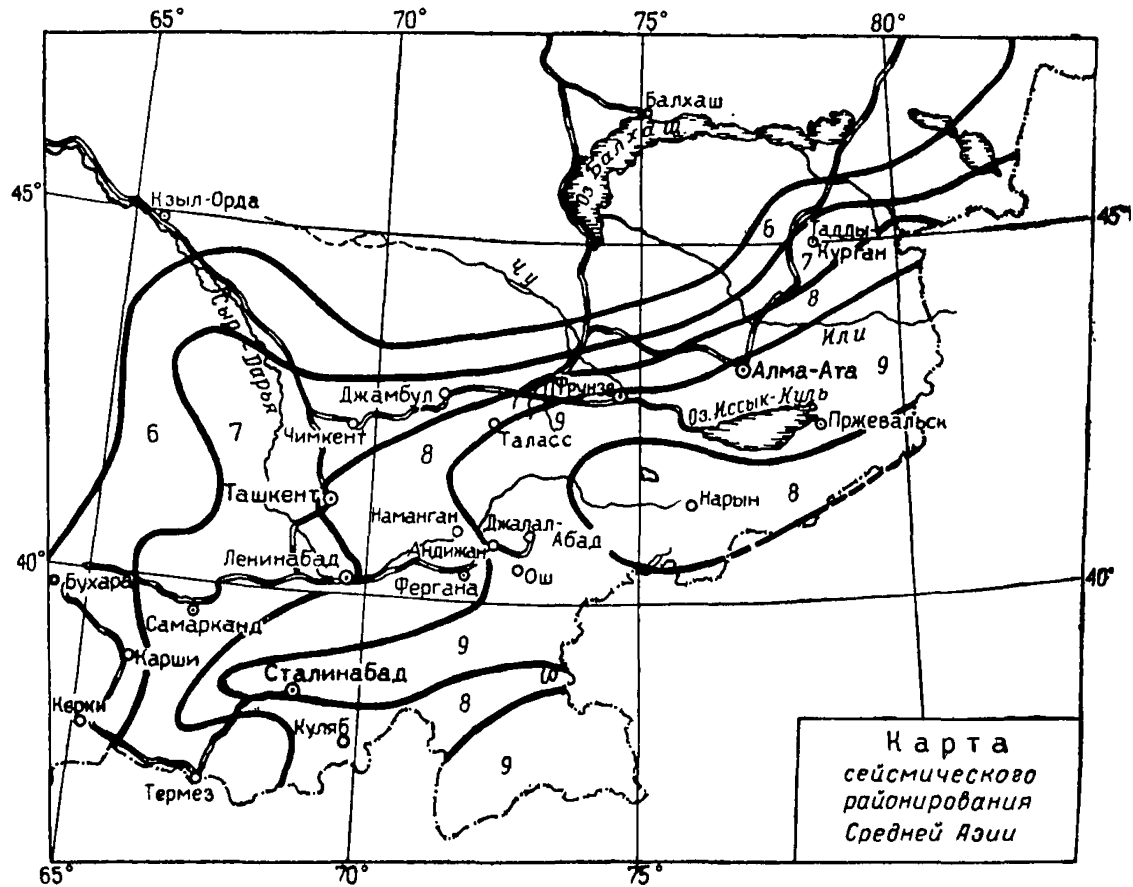 65°
70°
75°
80°
Балхаш
Оз Балхаш
45°
Кзыл-Орда
6
45°
Талды-
Курган
7
Чу
8
Сыр-Дарья
Или
Алма-Ата
9
Джамбул
Фрунзе
9
Оз.Иссык-Куль
Пржевальск
6
7
Чимкент
8
Таласс
Ташкент
8
Нарын
Наманган
Джалал-
Абад
40°
Ленинабад
Андижан
40°
Бухара
Фергана
Ош
Самарканд
Карши
9
Сталинабад
Керки
8
Куляб
9
Термез
Карта
сейсмического
районирования
Средней Азии
65°
70°
75°